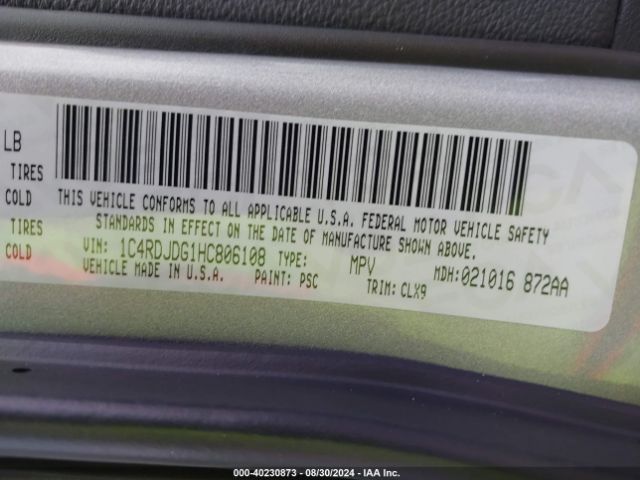 LB
TIRES
COLD
TIRES
COLD
THIS VEHICLE CONFORMS TO ALL APPLICABLE U.S.A. FEDERAL MOTOR VEHICLE SAFETY
STANDARDS IN EFFECT ON THE DATE OF MANUFACTURE SHOWN ABOVE.
VIN: 1C4RDJDG1HC806108 TYPE: MPV MDH:021016 872AA
VEHICLE MADE IN U.S.A. PAINT: PSC TRIM: CLX9
000-40230873 - 08/30/2024 - IAA Inc.